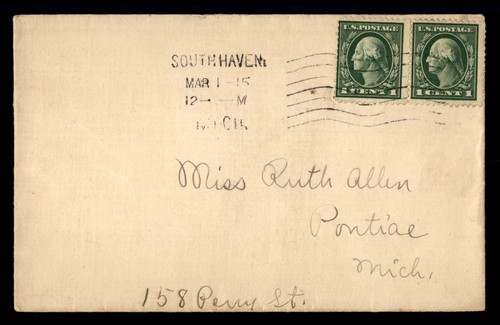 U.S. POSTAGE U.S. POSTAGE
1 CENT 1 1 CENT 1
SOUTH HAVEN,
MAR 1 - 15
12 - M
MICH.
Miss Ruth Allen
Pontiac
Mich.
158 Perry St.